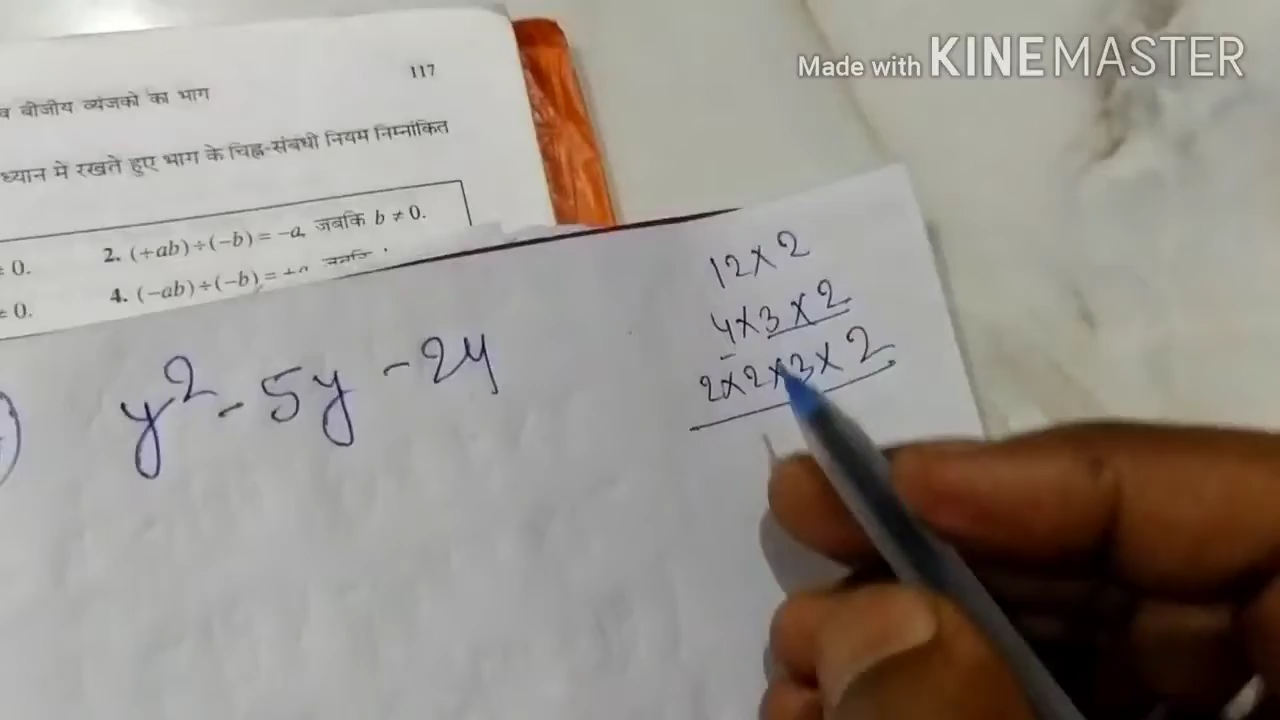 Made with KINEMASTER
117
व बीजीय व्यंजको का भाग
ध्यान में रखते हुए भाग के चिह्न-संबंधी नियम निम्नांकित
≠ 0.
2. (+ab)÷(-b) = -a, जबकि b ≠ 0.
≠ 0.
4. (-ab)÷(-b) = +a
y² - 5y - 24
12 x 2
4 x 3 x 2
2 x 2 x 3 x 2